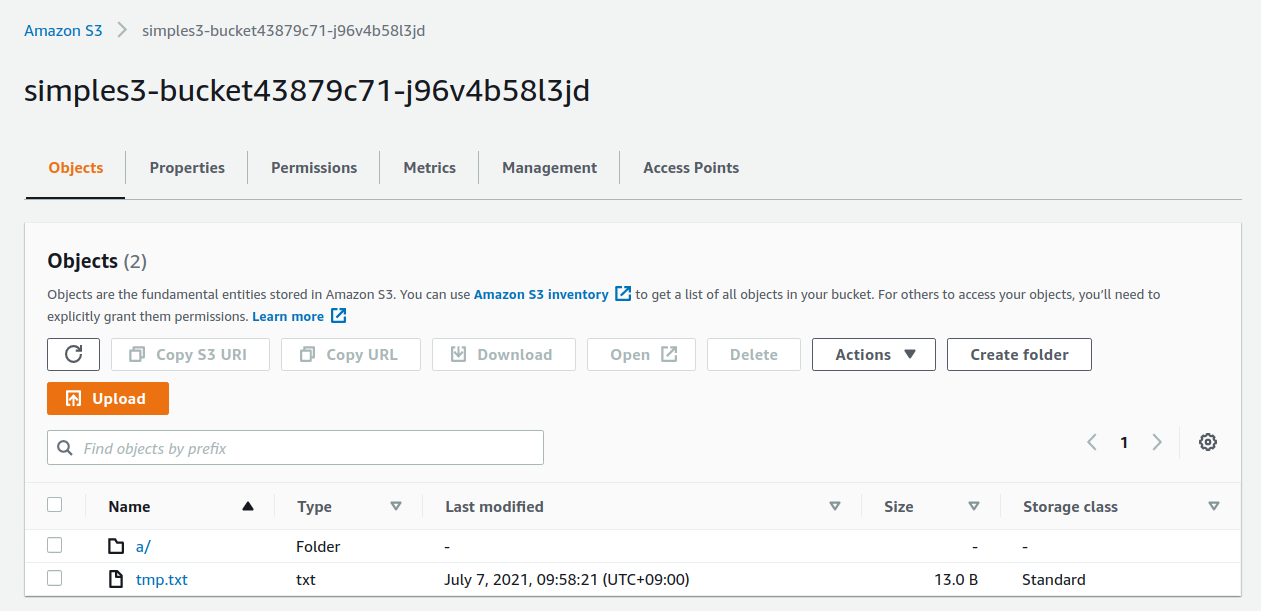 Amazon S3 > simples3-bucket43879c71-j96v4b58l3jd
simples3-bucket43879c71-j96v4b58l3jd
Objects Properties Permissions Metrics Management Access Points
Objects (2)
Objects are the fundamental entities stored in Amazon S3. You can use Amazon S3 inventory to get a list of all objects in your bucket. For others to access your objects, you'll need to
explicitly grant them permissions. Learn more
Copy S3 URI Copy URL Download Open Delete Actions Create folder
Upload
Find objects by prefix 1
Name Type Last modified Size Storage class
a/ Folder - - -
tmp.txt txt July 7, 2021, 09:58:21 (UTC+09:00) 13.0 B Standard